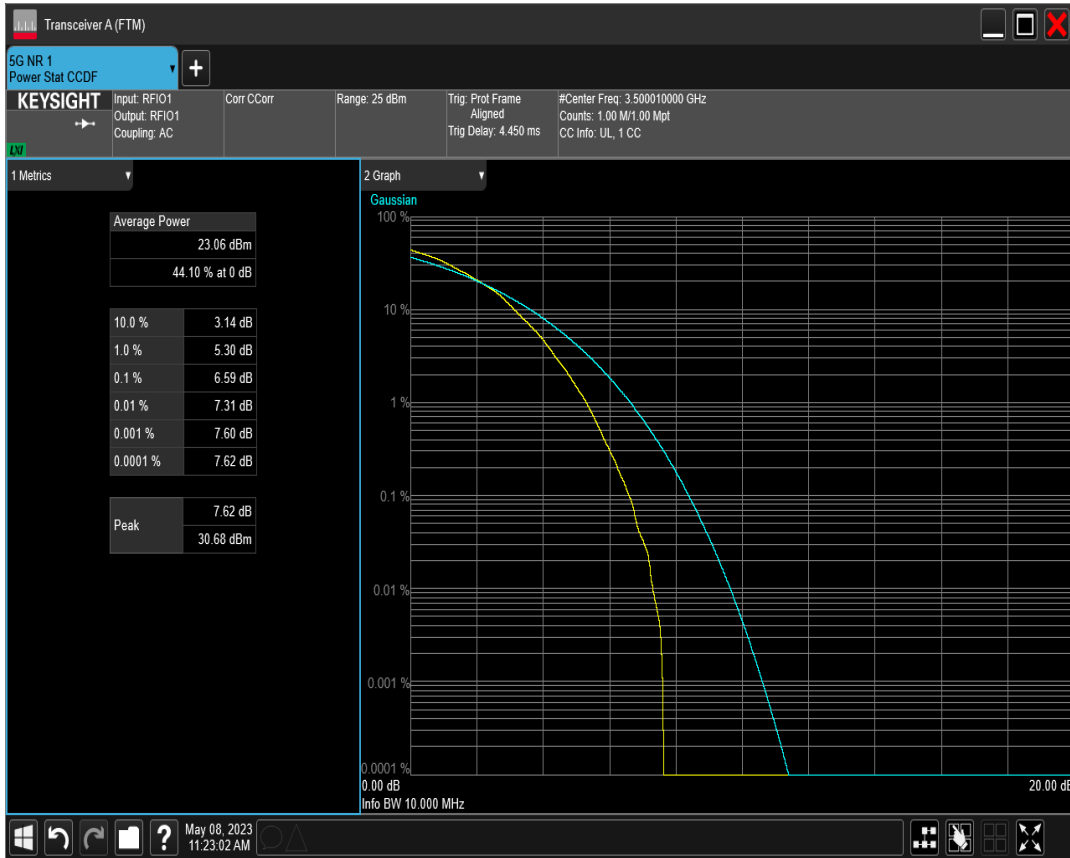 Transceiver A (FTM)
5G NR 1
Power Stat CCDF
+
KEYSIGHT
LXI
Input: RFIO1
Output: RFIO1
Coupling: AC
Corr CCorr
Range: 25 dBm
Trig: Prot Frame
Aligned
Trig Delay: 4.450 ms
#Center Freq: 3.500010000 GHz
Counts: 1.00 M/1.00 Mpt
CC Info: UL, 1 CC
1 Metrics
Average Power
23.06 dBm
44.10 % at 0 dB
10.0 % 3.14 dB
1.0 % 5.30 dB
0.1 % 6.59 dB
0.01 % 7.31 dB
0.001 % 7.60 dB
0.0001 % 7.62 dB
Peak 7.62 dB
30.68 dBm
2 Graph
Gaussian
100 %
10 %
1 %
0.1 %
0.01 %
0.001 %
0.0001 %
0.00 dB 20.00 dB
Info BW 10.000 MHz
? May 08, 2023
11:23:02 AM